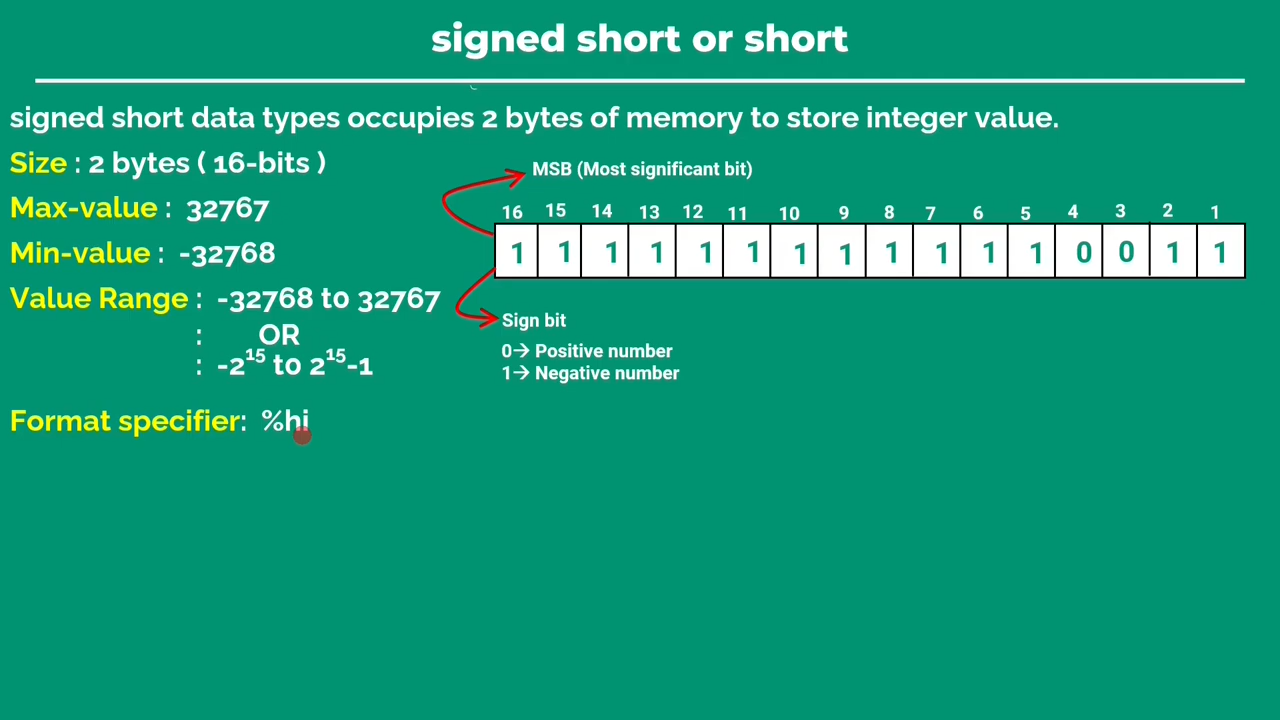 signed short or short
signed short data types occupies 2 bytes of memory to store integer value.
Size : 2 bytes ( 16-bits )
Max-value : 32767
Min-value : -32768
Value Range : -32768 to 32767
: OR
: -2¹⁵ to 2¹⁵-1
Format specifier: %hi
MSB (Most significant bit)
16 15 14 13 12 11 10 9 8 7 6 5 4 3 2 1
1 1 1 1 1 1 1 1 1 1 1 1 0 0 1 1
Sign bit
0→ Positive number
1→ Negative number